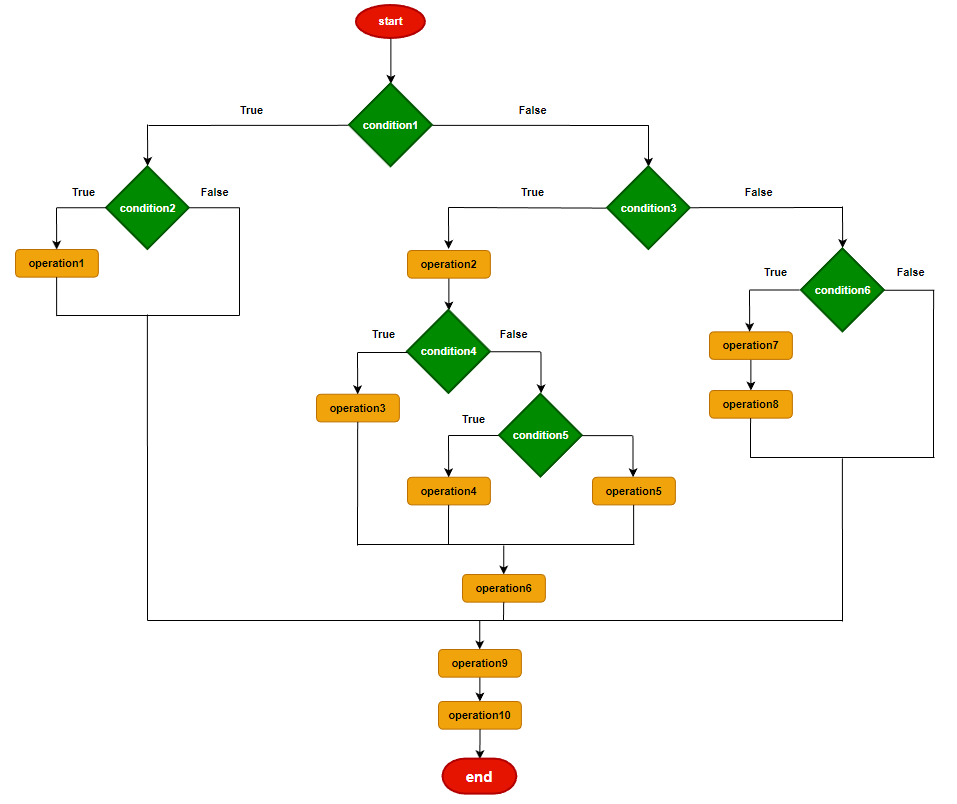 start
condition1
True
False
condition2
True
False
operation1
condition3
True
False
operation2
condition4
True
False
operation3
condition5
True
operation4
operation5
operation6
condition6
True
False
operation7
operation8
operation9
operation10
end